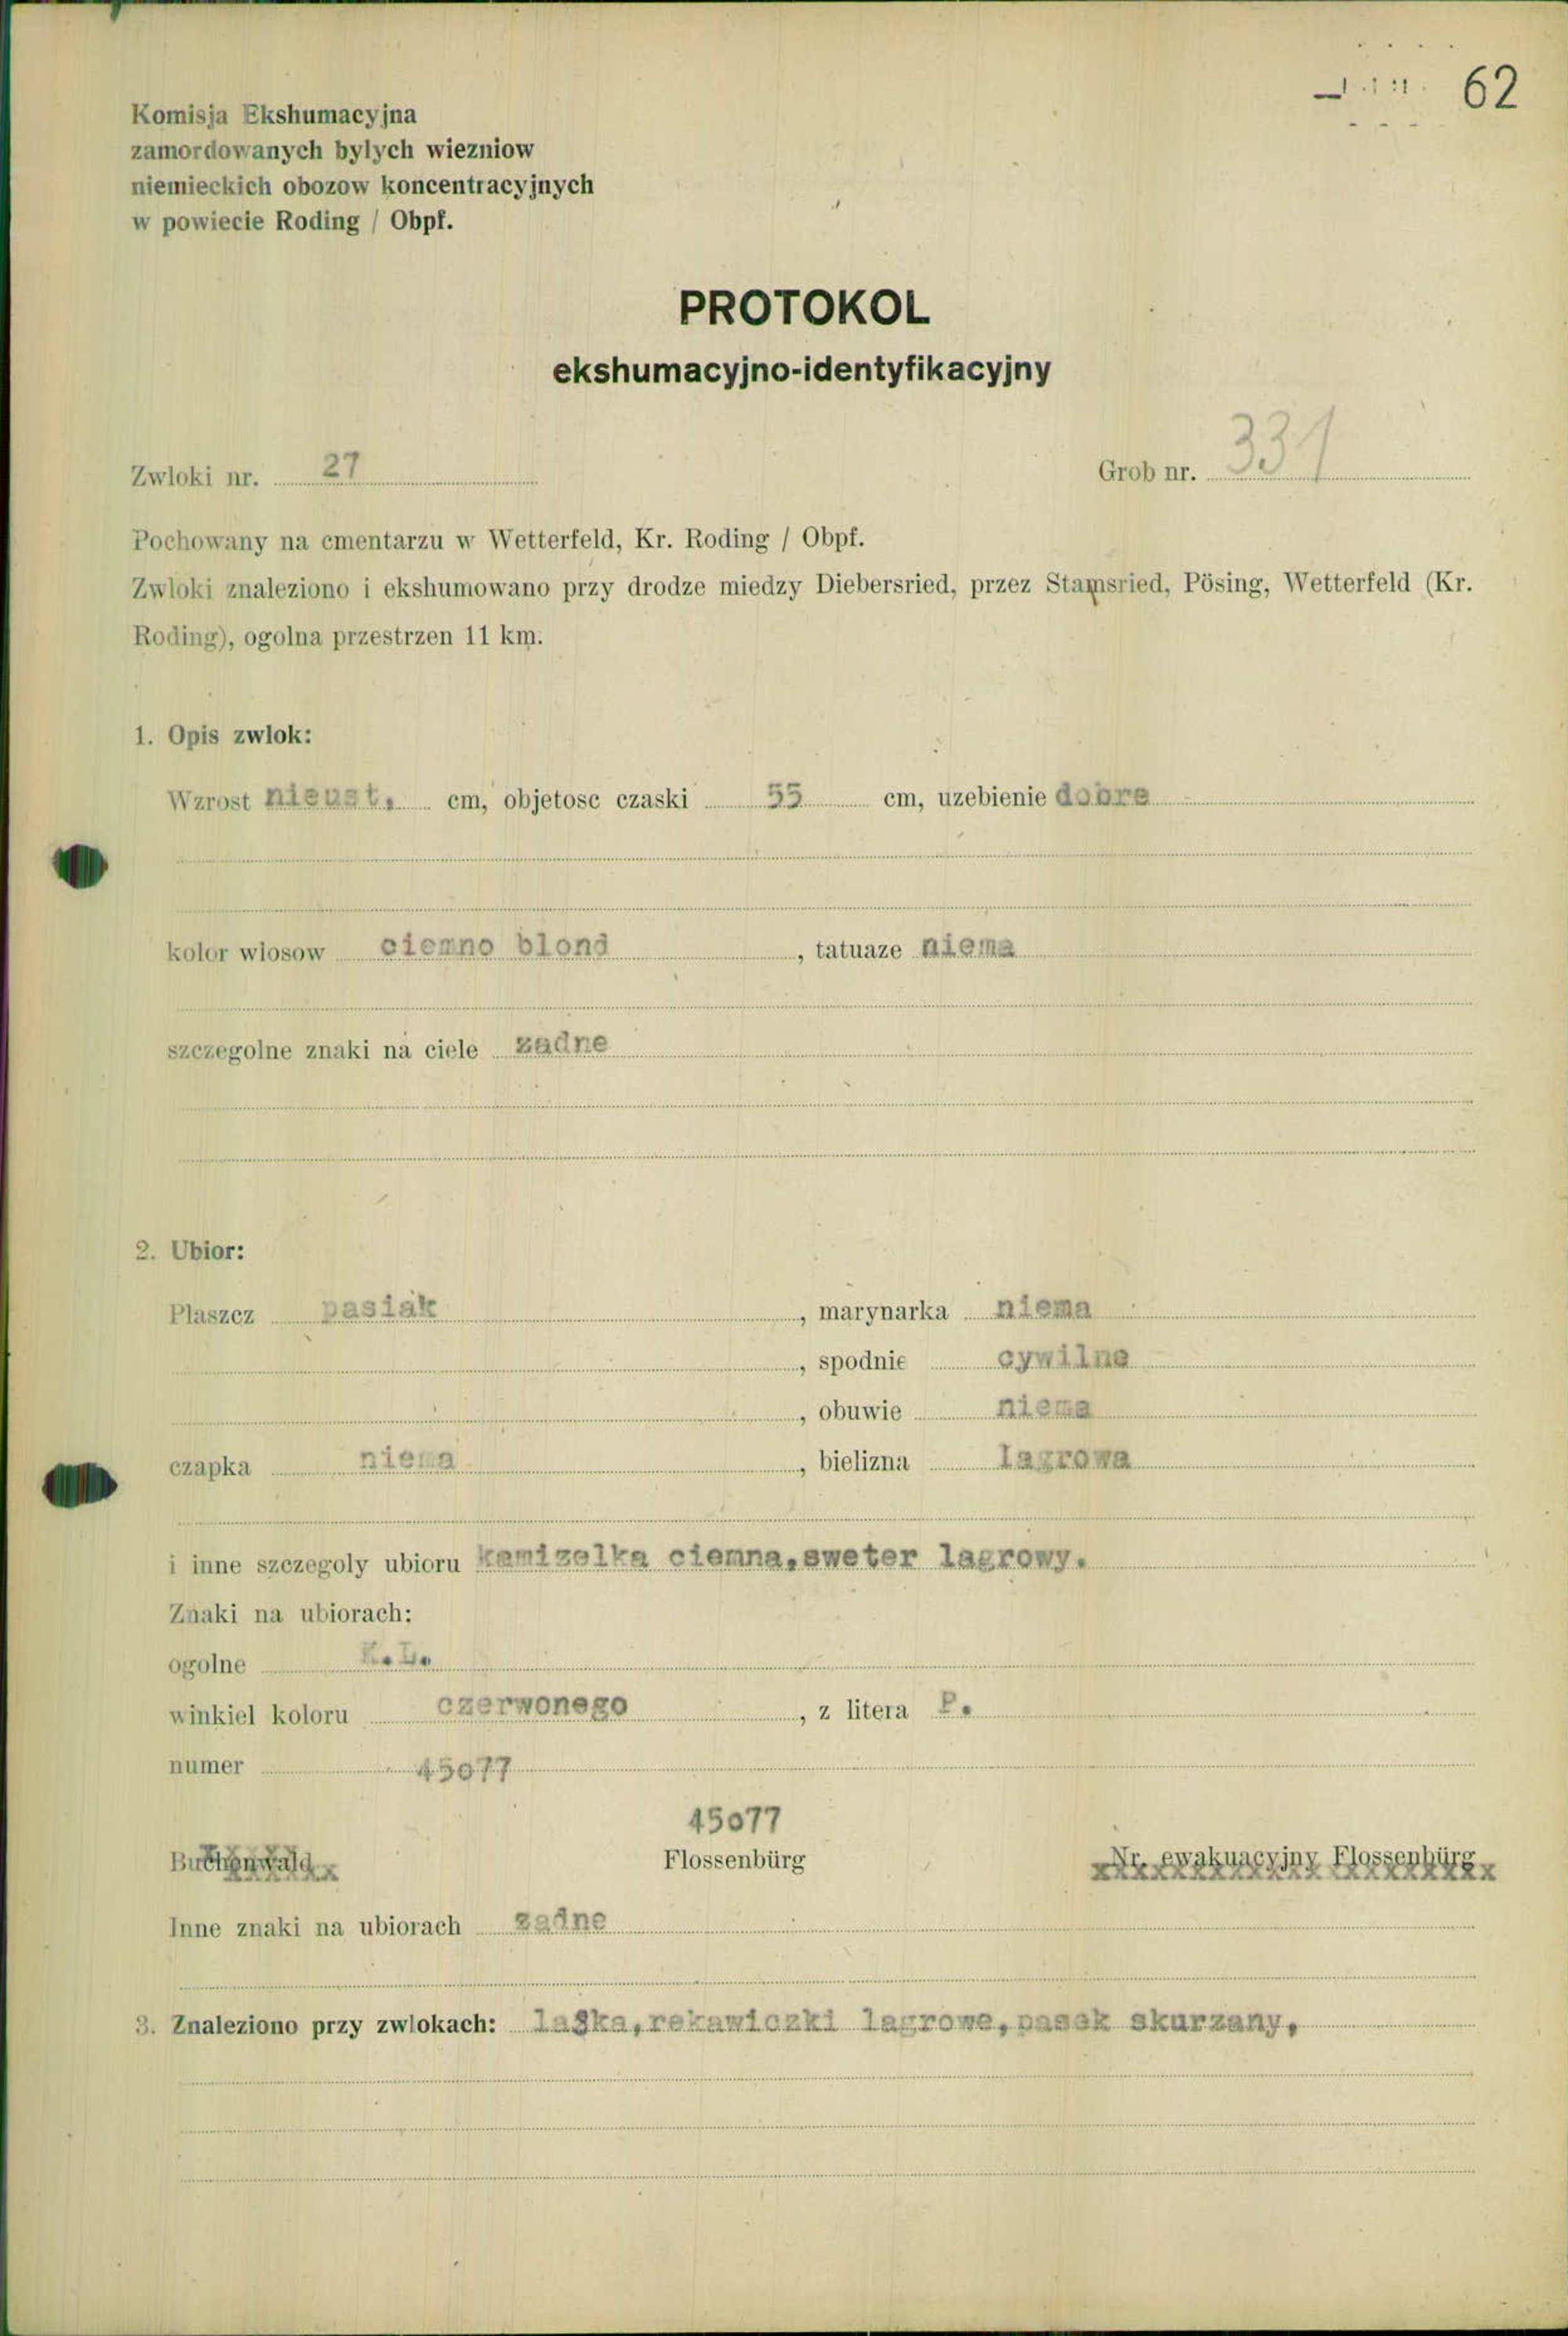 62
Komisja Ekshumacyjna
zamordowanych bylych wiezniow
niemieckich obozow koncentracyjnych
w powiecie Roding / Obpf.
PROTOKOL
ekshumacyjno-identyfikacyjny
Zwloki nr. 27 Grob nr. 331
Pochowany na cmentarzu w Wetterfeld, Kr. Roding / Obpf.
Zwloki znaleziono i ekshumowano przy drodze miedzy Diebersried, przez Stamsried, Pösing, Wetterfeld (Kr.
Roding), ogolna przestrzen 11 km.
1. Opis zwlok:
Wzrost nieust. cm, objetosc czaski 55 cm, uzebienie dobre
kolor wlosow ciemno blond , tatuaze niema
szczegolne znaki na ciele zadne
2. Ubior:
Plaszcz pasiak , marynarka niema
, spodnie cywilne
, obuwie niema
czapka niema , bielizna lagrowa
i inne szczegoly ubioru kamizelka ciemna,sweter lagrowy.
Znaki na ubiorach:
ogolne K.L.
winkiel koloru czerwonego , z litera P.
numer 45077
45077
Buchenwald Flossenbürg Nr. ewakuacyjny Flossenbürg
Inne znaki na ubiorach zadne
3. Znaleziono przy zwlokach: laska,rekawiczki lagrowe,pasek skurzany,